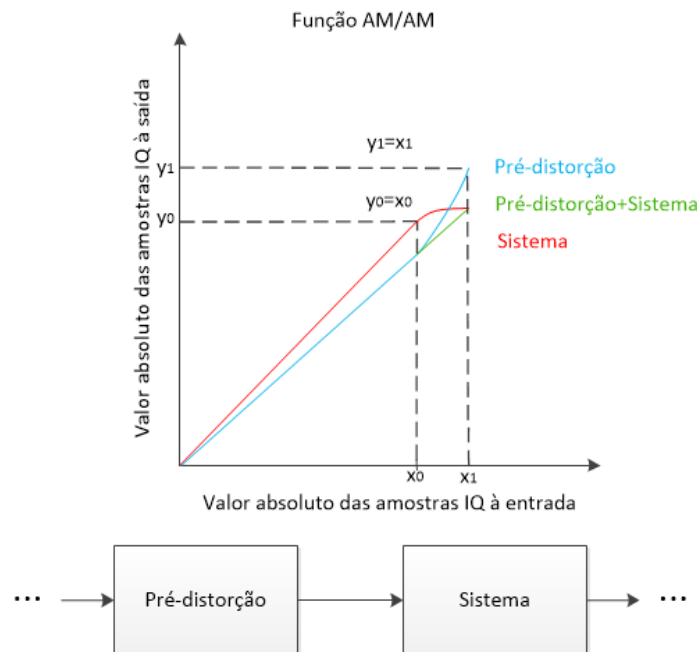 Função AM/AM
Valor absoluto das amostras IQ à saída
y1=x1
y1
Pré-distorção
y0=x0
Pré-distorção+Sistema
y0
Sistema
x0
x1
Valor absoluto das amostras IQ à entrada
...
Pré-distorção
Sistema
...